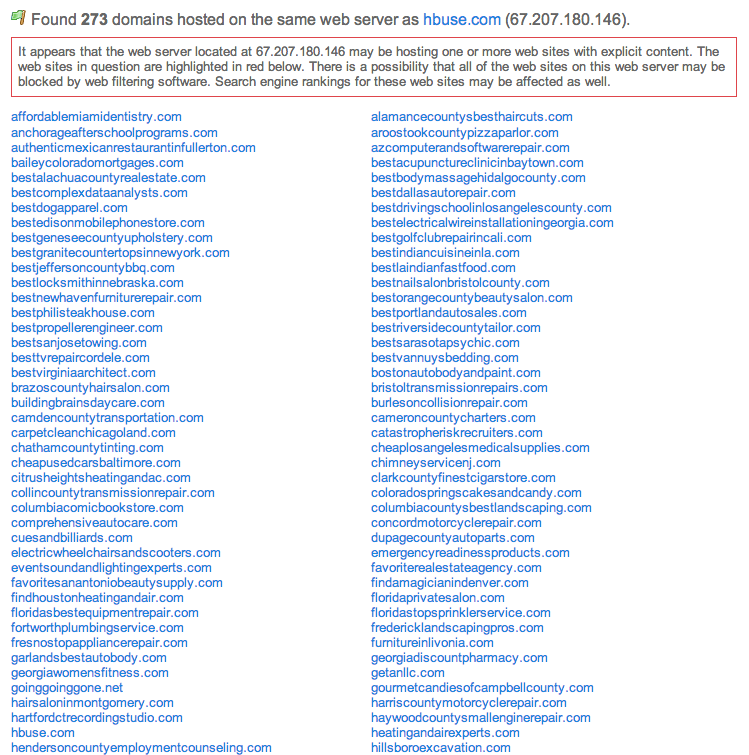 Found 273 domains hosted on the same web server as hbuse.com (67.207.180.146).
It appears that the web server located at 67.207.180.146 may be hosting one or more web sites with explicit content. The
web sites in question are highlighted in red below. There is a possibility that all of the web sites on this web server may be
blocked by web filtering software. Search engine rankings for these web sites may be affected as well.
affordablemiamidentistry.com
anchorageafterschoolprograms.com
authenticmexicanrestaurantinfullerton.com
baileycoloradomortgages.com
bestalachuacountyrealestate.com
bestcomplexdataanalysts.com
bestdogapparel.com
bestedisonmobilephonestore.com
bestgeneseecountyupholstery.com
bestgranitecountertopsinnewyork.com
bestjeffersoncountybbq.com
bestlocksmithinnebraska.com
bestnewhavenfurniturerepair.com
bestphilisteakhouse.com
bestpropellerengineer.com
bestsanjosetowing.com
besttvrepaircordele.com
bestvirginiaarchitect.com
brazoscountyhairsalon.com
buildingbrainsdaycare.com
camdencountytransportation.com
carpetcleanchicagoland.com
chathamcountytinting.com
cheapusedcarsbaltimore.com
citrusheightsheatingandac.com
collincountytransmissionrepair.com
columbiacomicbookstore.com
comprehensiveautocare.com
cuesandbilliards.com
electricwheelchairsandscooters.com
eventsoundandlightingexperts.com
favoritesanantoniobeautysupply.com
findhoustonheatingandair.com
floridasbestequipmentrepair.com
fortworthplumbingservice.com
fresnostopappliancerepair.com
garlandsbestautobody.com
georgiawomensfitness.com
goinggoinggone.net
hairsaloninmontgomery.com
hartfordctrecordingstudio.com
hbuse.com
hendersoncountyemploymentcounseling.com
alamancecountysbesthaircuts.com
aroostookcountypizzaparlor.com
azcomputerandsoftwarerepair.com
bestacupunctureclinicinbaytown.com
bestbodymassagehidalgocounty.com
bestdallasautorepair.com
bestdrivingschoolinlosangelescounty.com
bestelectricalwireinstallationingeorgia.com
bestgolfclubrepairincali.com
bestindiancuisineinla.com
bestlaindianfastfood.com
bestnailsalonbristolcounty.com
bestorangecountybeautysalon.com
bestportlandautosales.com
bestriversidecountytailor.com
bestsarasotapsychic.com
bestvannuysbedding.com
bostonautobodyandpaint.com
bristoltransmissionrepairs.com
burlesoncollisionrepair.com
cameroncountycharters.com
catastropheriskrecruiters.com
cheaplosangelesmedicalsupplies.com
chimneyservicenj.com
clarkcountyfinestcigarstore.com
coloradospringscakesandcandy.com
columbiacountysbestlandscaping.com
concordmotorcyclerepair.com
dupagecountyautoparts.com
emergencyreadinessproducts.com
favoriterealestateagency.com
findamagicianindenver.com
floridaprivatesalon.com
floridastopsprinklerservice.com
fredericklandscapingpros.com
furnitureinlivonia.com
georgiadiscountpharmacy.com
getanllc.com
gourmetcandiesofcampbellcounty.com
harriscountymotorcyclerepair.com
haywoodcountysmallenginerepair.com
heatingandairexperts.com
hillsboroexcavation.com